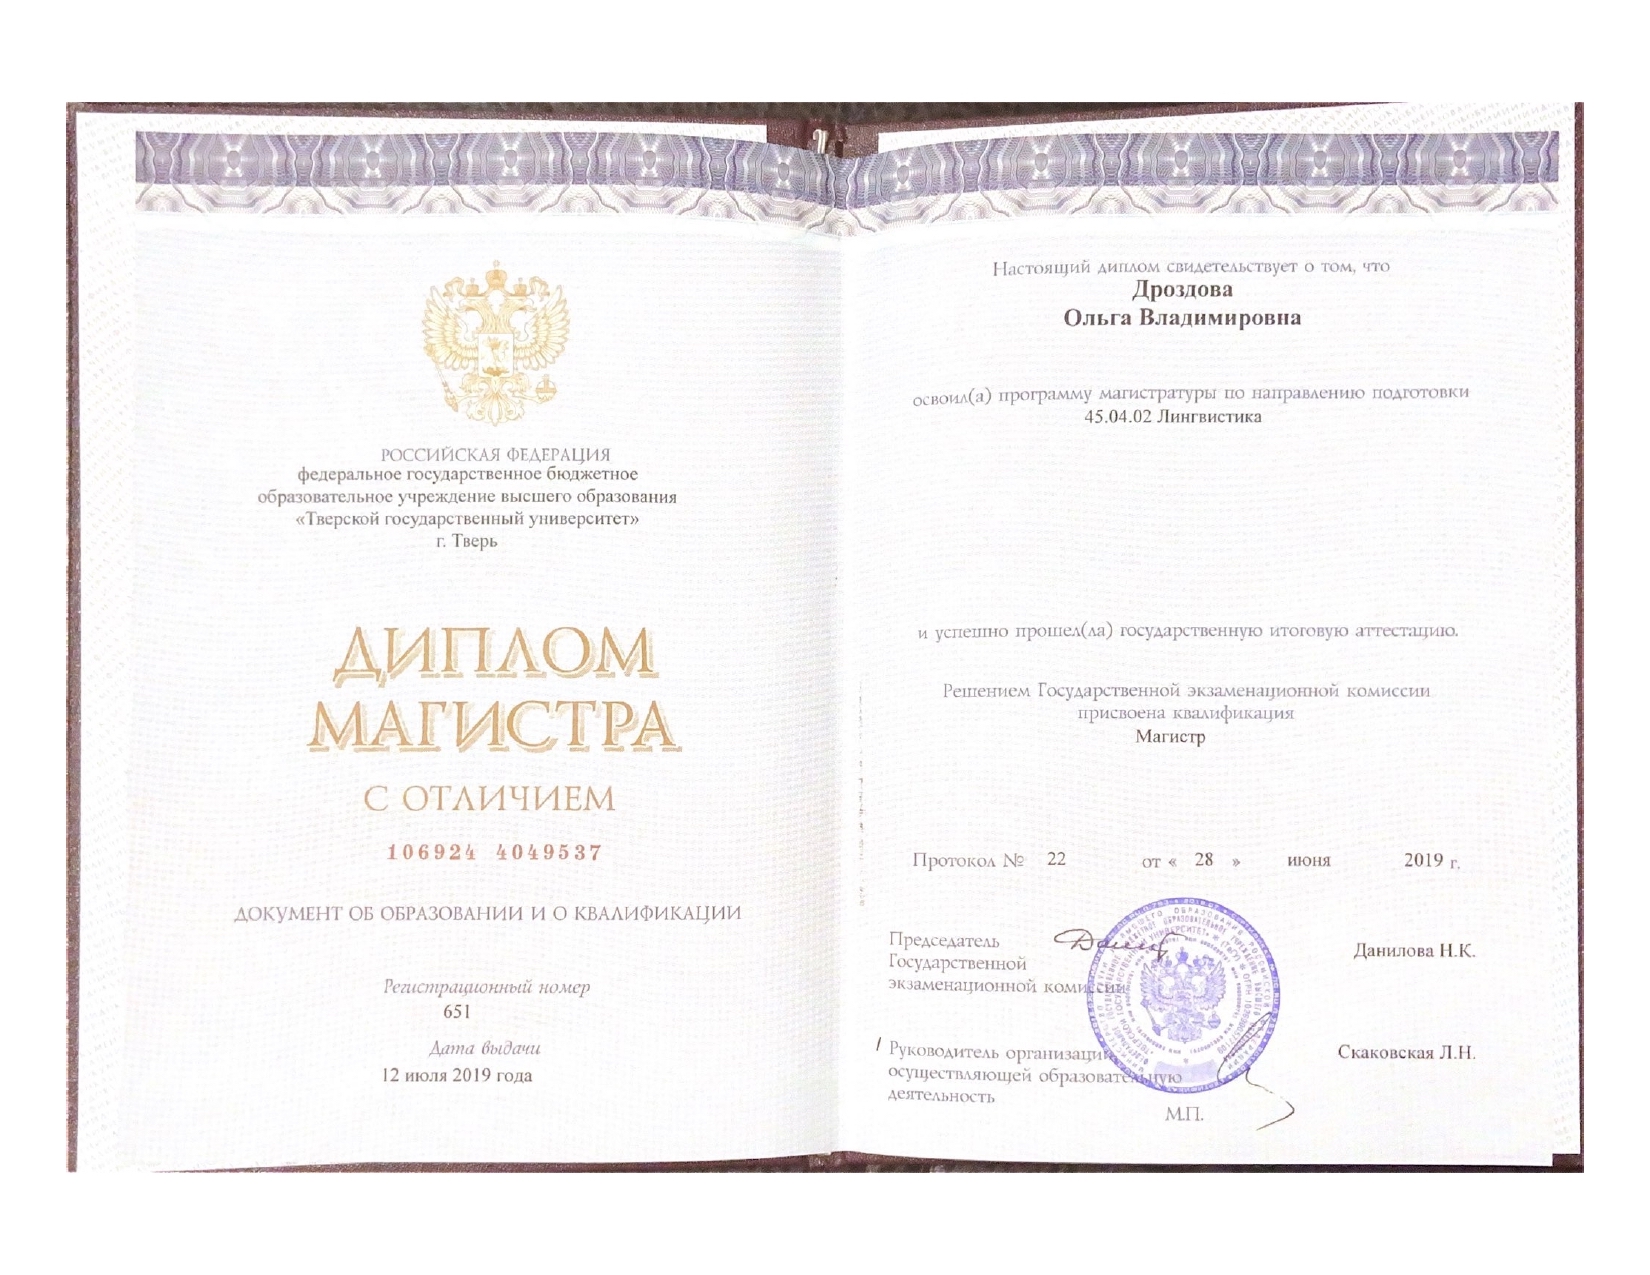 РОССИЙСКАЯ ФЕДЕРАЦИЯ
федеральное государственное бюджетное
образовательное учреждение высшего образования
«Тверской государственный университет»
г. Тверь
ДИПЛОМ
МАГИСТРА
С ОТЛИЧИЕМ
106924 4049537
ДОКУМЕНТ ОБ ОБРАЗОВАНИИ И О КВАЛИФИКАЦИИ
Регистрационный номер
651
Дата выдачи
12 июля 2019 года
Настоящий диплом свидетельствует о том, что
Дроздова
Ольга Владимировна
освоил(а) программу магистратуры по направлению подготовки
45.04.02 Лингвистика
и успешно прошел(ла) государственную итоговую аттестацию.
Решением Государственной экзаменационной комиссии
присвоена квалификация
Магистр
Протокол № 22 от « 28 » июня 2019 г.
Председатель
Государственной
экзаменационной комиссии
Данилова Н.К.
Руководитель организации,
осуществляющей образовательную
деятельность
Скаковская Л.Н.
М.П.